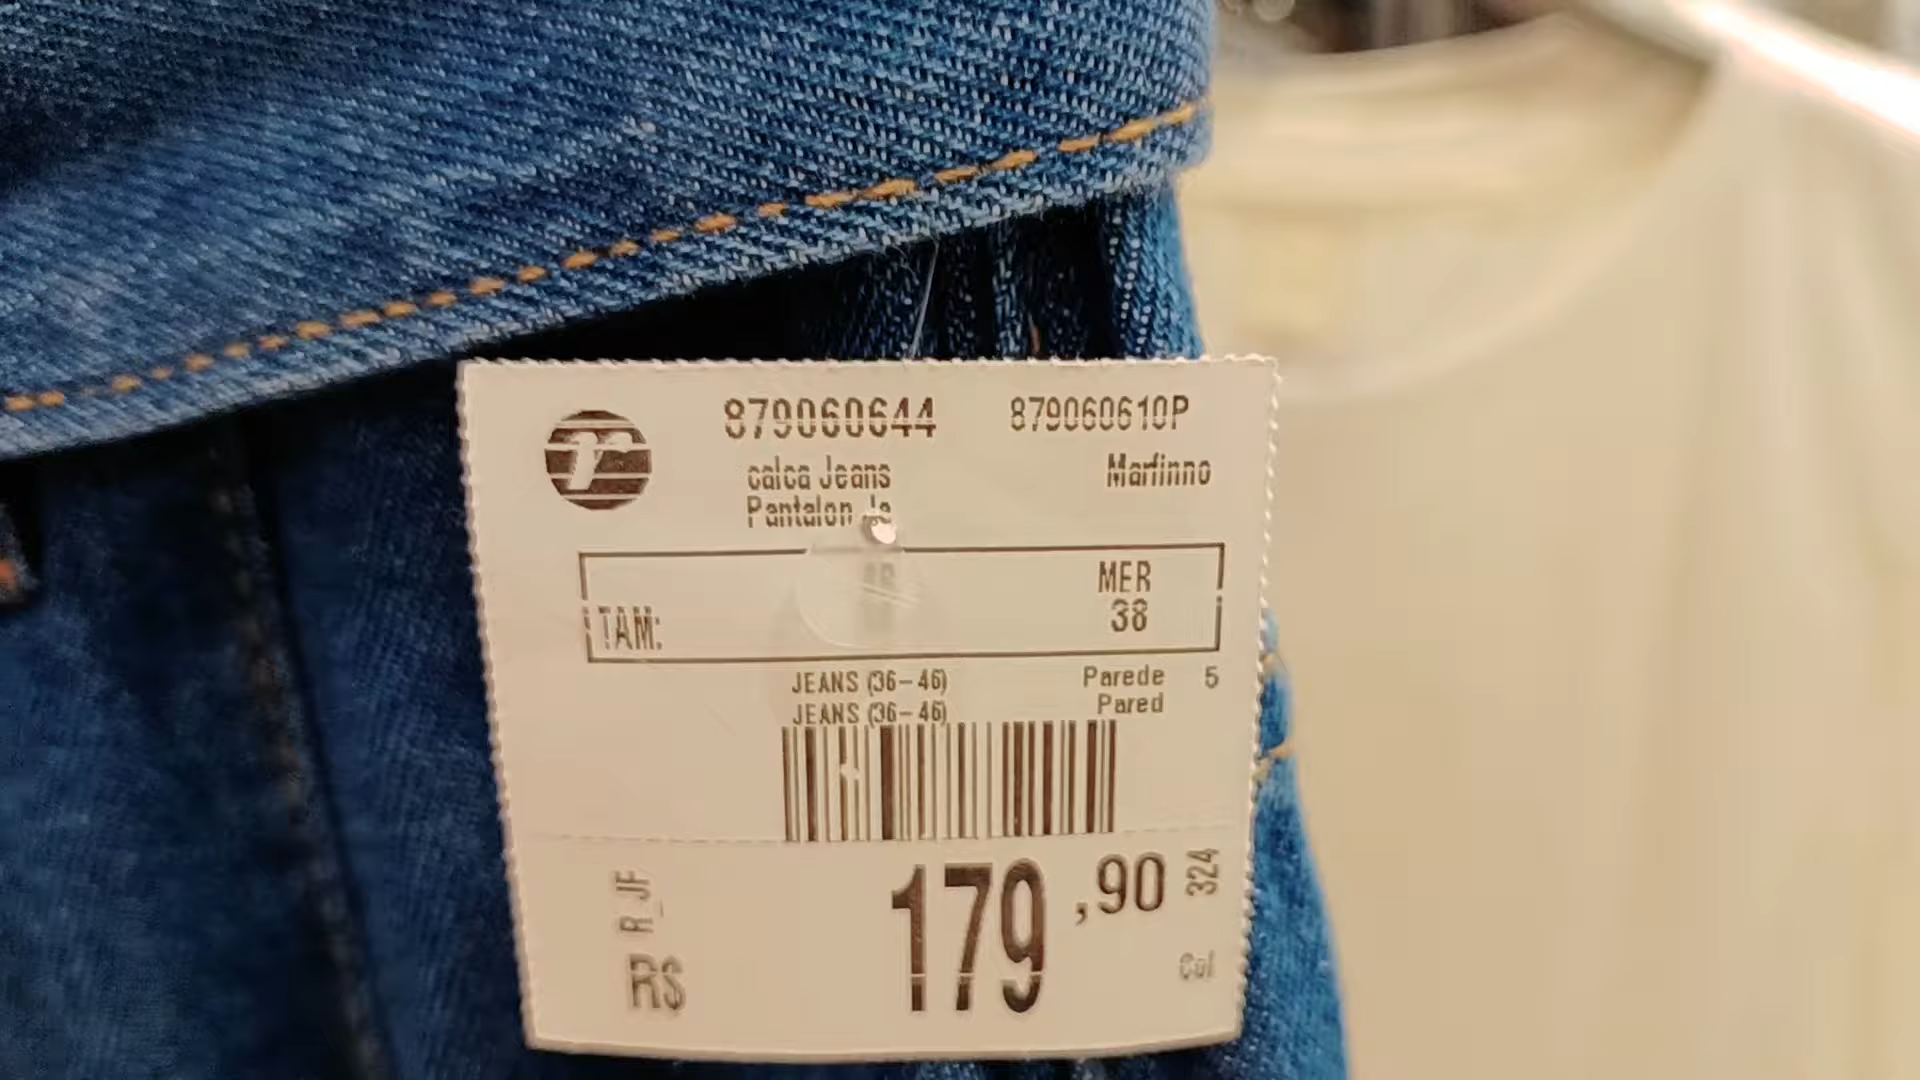 879060644 879060610P
calca Jeans Marfinno
Pantalon Je
MER
TAM: 38
JEANS (36-46) Parede 5
JEANS (36-46) Pared
R_JF 179,90 324
R$ Col